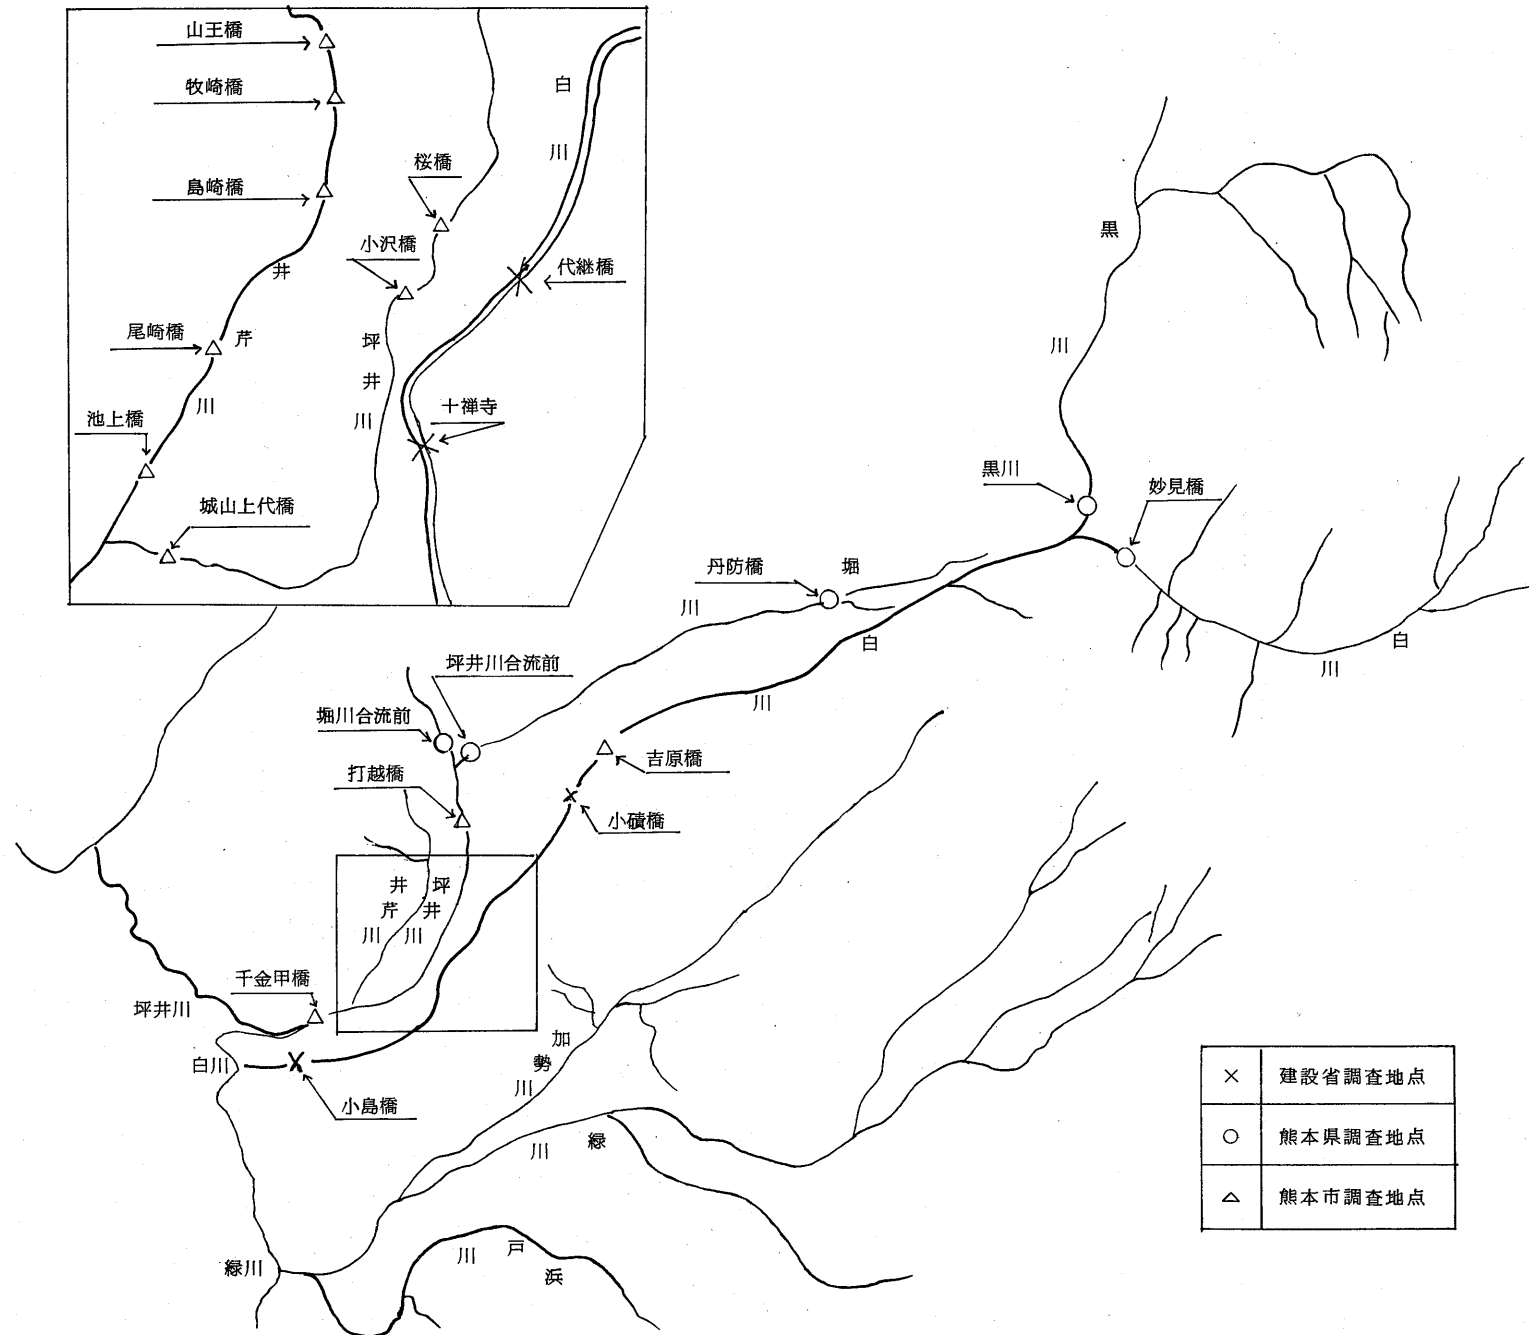 山王橋
牧崎橋
島崎橋
桜橋
小沢橋
代継橋
白川
井芹川
尾崎橋
坪井川
十禅寺
池上橋
城山上代橋
黒川
黒川
妙見橋
丹防橋
堀川
白川
白川
坪井川合流前
堀川合流前
打越橋
吉原橋
小磧橋
井芹川
坪井川
千金甲橋
坪井川
白川
小島橋
加勢川
緑川
緑川
浜戸川
× 建設省調査地点
○ 熊本県調査地点
△ 熊本市調査地点